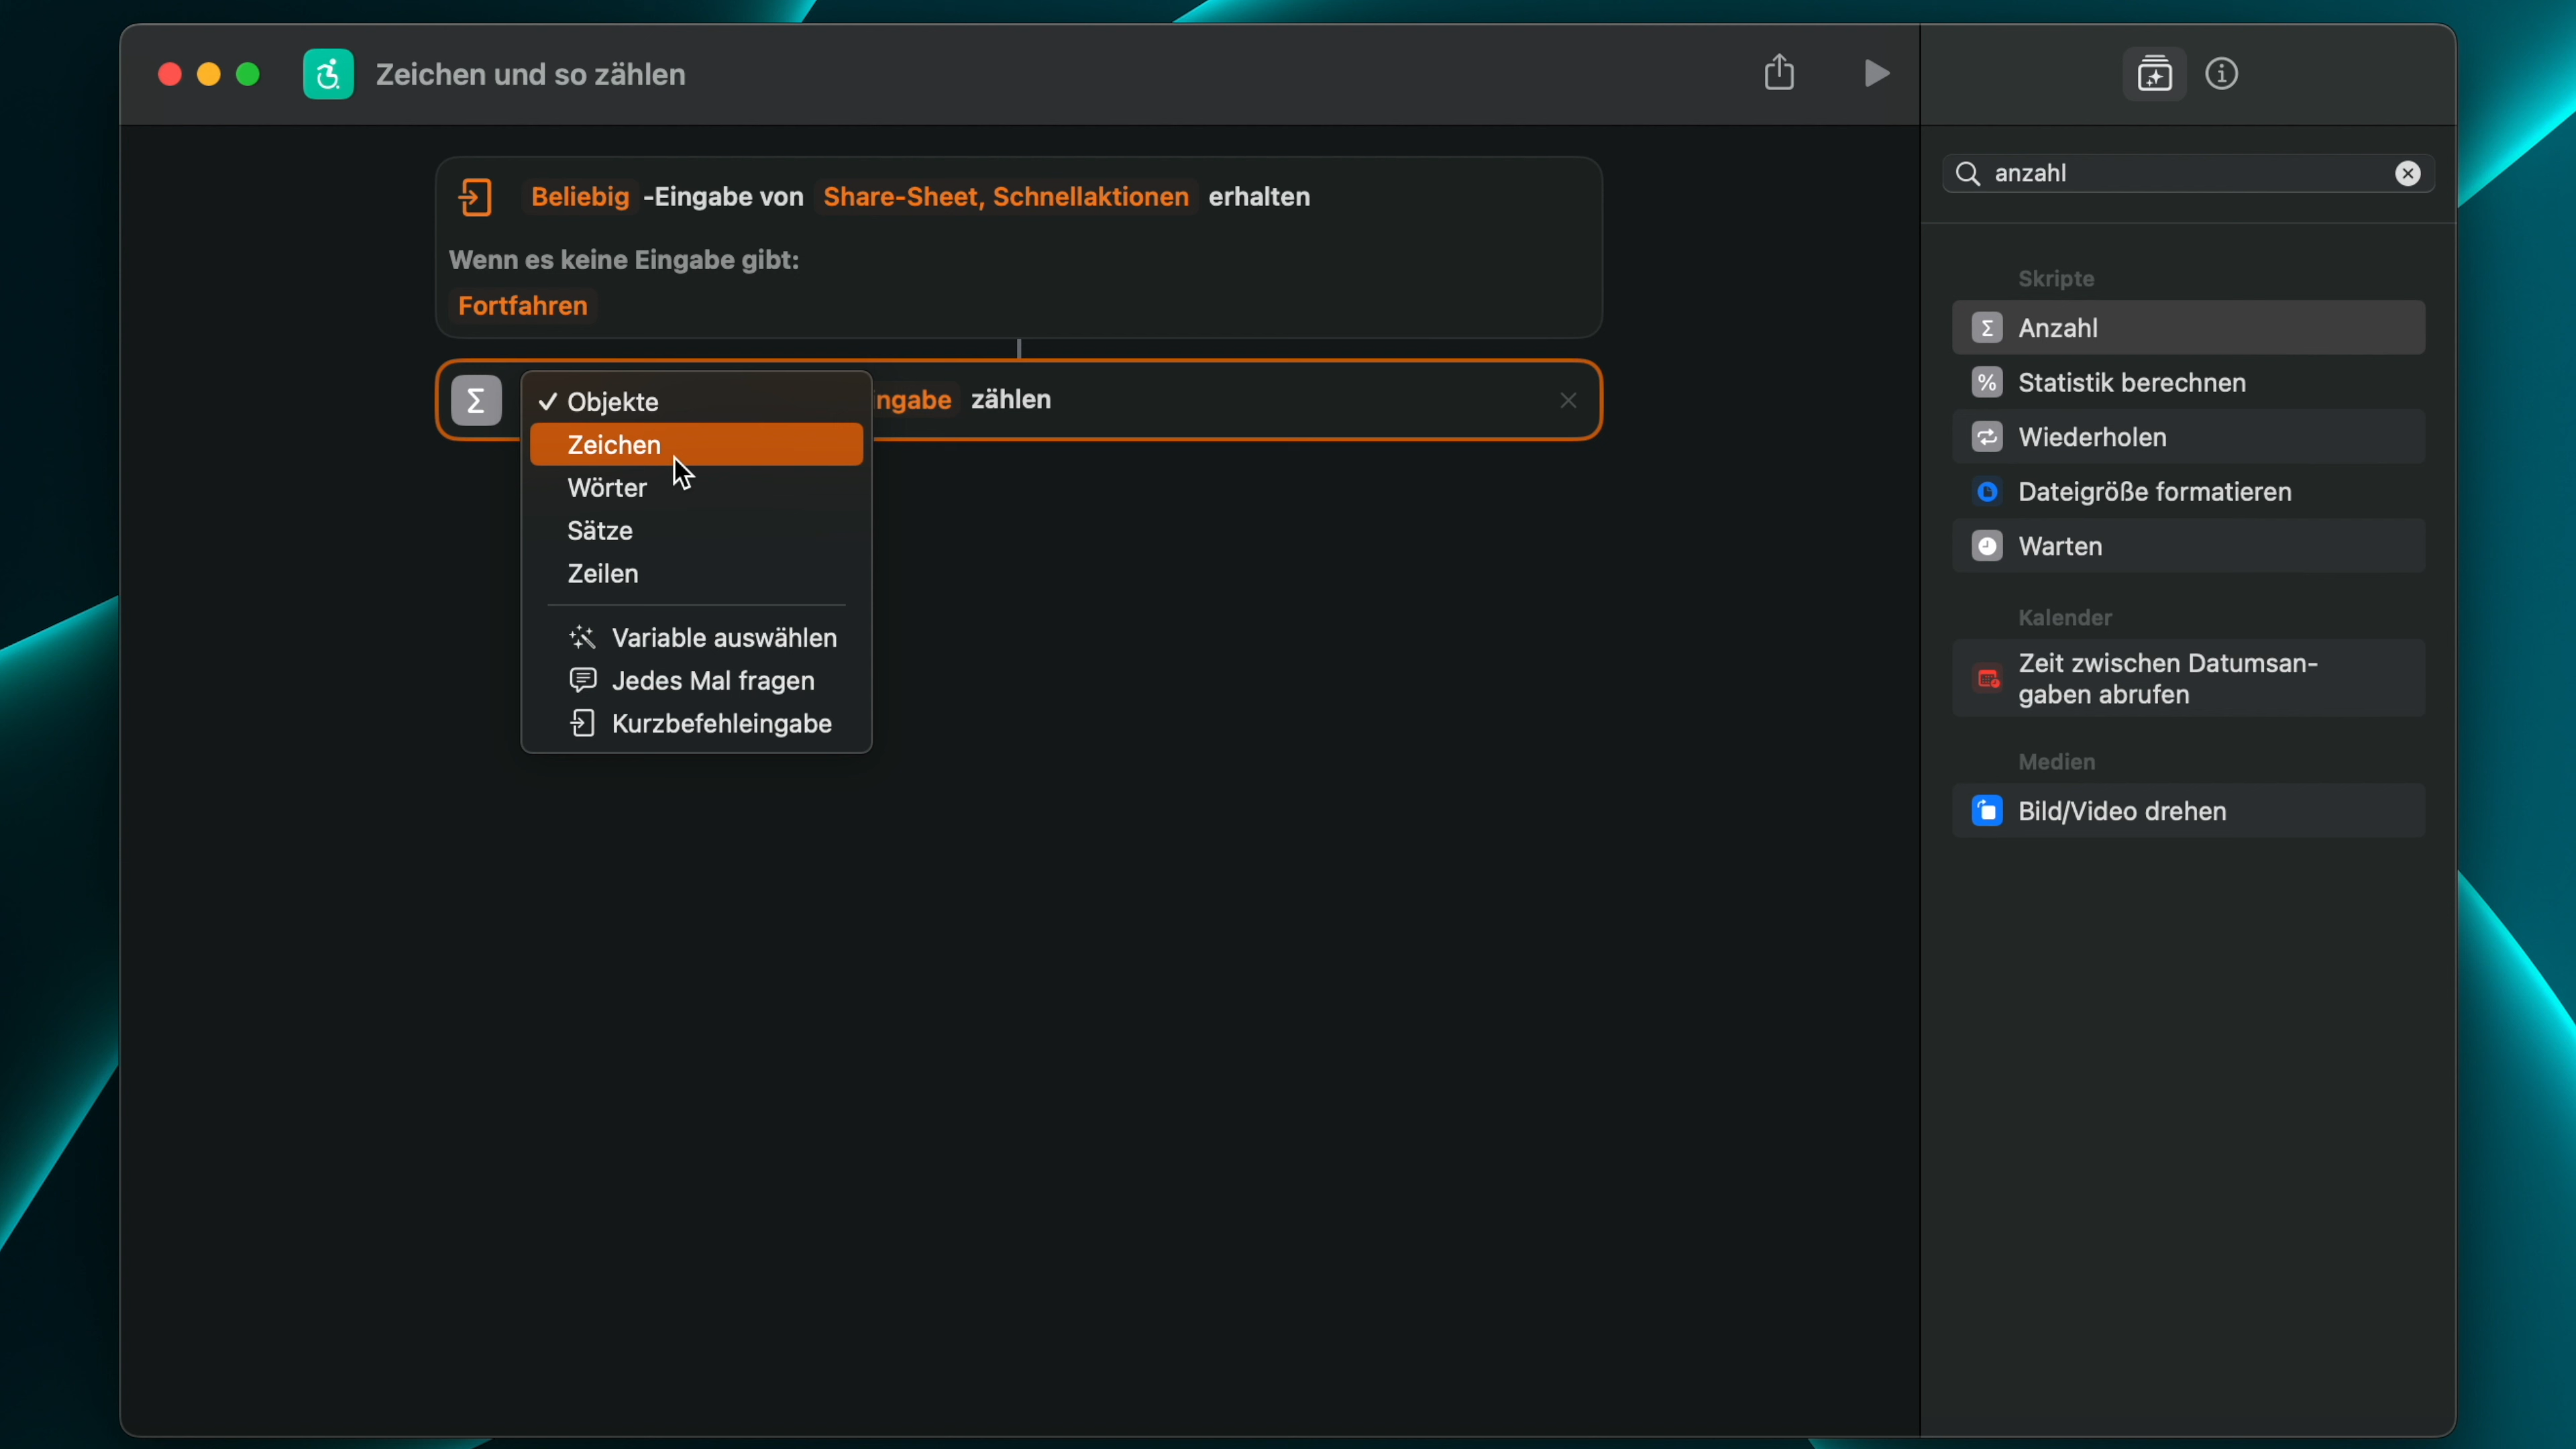 Zeichen und so zählen
Beliebig -Eingabe von Share-Sheet, Schnellaktionen erhalten
Wenn es keine Eingabe gibt:
Fortfahren
ngabe zählen
Objekte
Zeichen
Wörter
Sätze
Zeilen
Variable auswählen
Jedes Mal fragen
Kurzbefehleingabe
anzahl
Skripte
Anzahl
Statistik berechnen
Wiederholen
Dateigröße formatieren
Warten
Kalender
Zeit zwischen Datumsan-
gaben abrufen
Medien
Bild/Video drehen